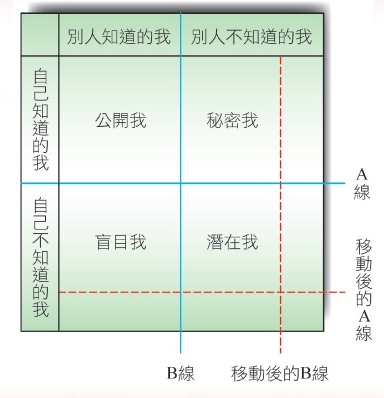 別人知道的我
別人不知道的我
自己知道的我
公開我
秘密我
A線
自己不知道的我
盲目我
潛在我
移動後的A線
B線
移動後的B線